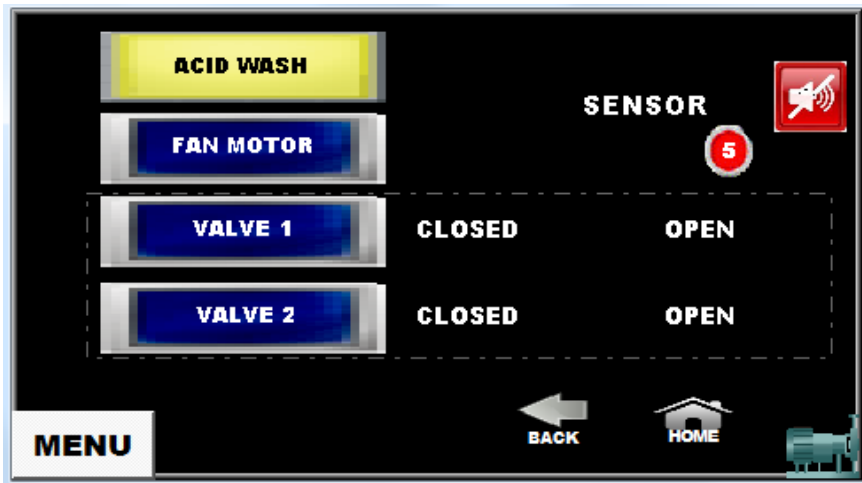 ACID WASH
SENSOR
FAN MOTOR
5
VALVE 1 CLOSED OPEN
VALVE 2 CLOSED OPEN
BACK
HOME
MENU